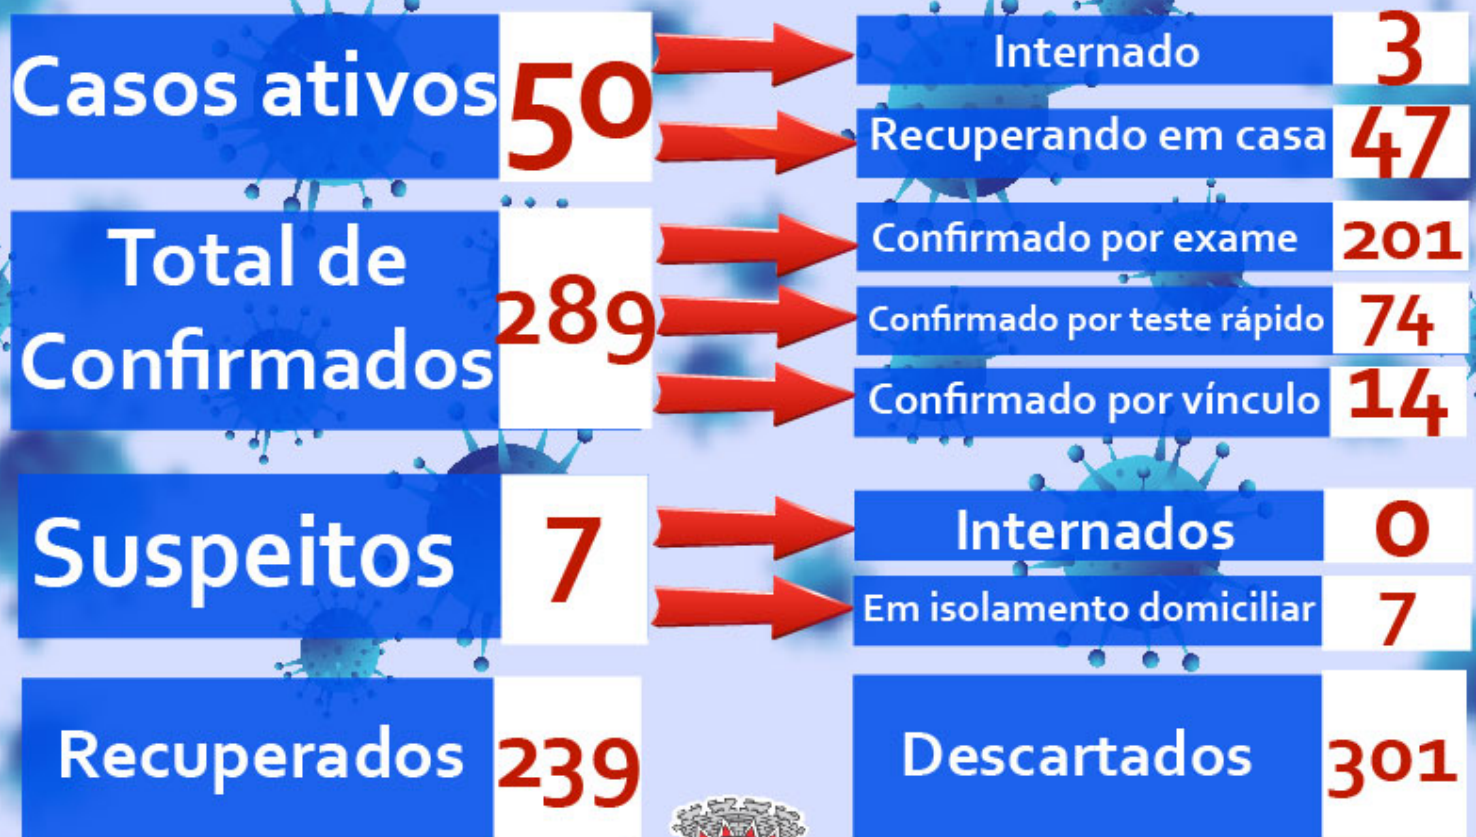 Casos ativos 50
Internado 3
Recuperando em casa 47
Total de
Confirmados 289
Confirmado por exame 201
Confirmado por teste rápido 74
Confirmado por vínculo 14
Suspeitos 7
Internados 0
Em isolamento domiciliar 7
Recuperados 239
Descartados 301